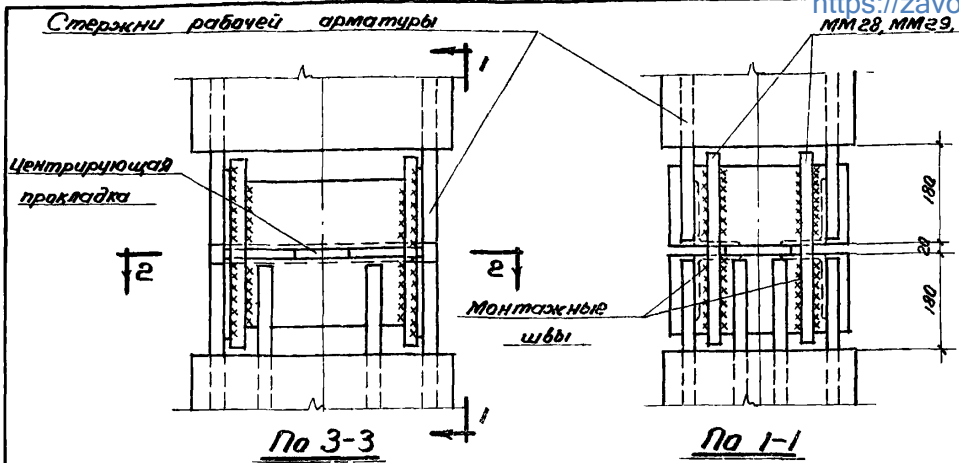 https://zavo
Стержни рабочей арматуры
ММ28, ММ29,
1
Центрирующая
прокладка
180
20
180
2
2
Монтажные
швы
1
По 3-3
По 1-1